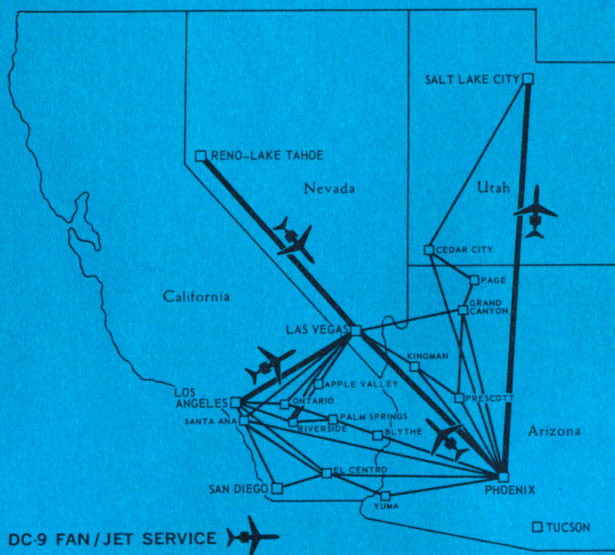 SALT LAKE CITY
RENO–LAKE TAHOE
Nevada
Utah
CEDAR CITY
PAGE
California
GRAND
CANYON
LAS VEGAS
KINGMAN
APPLE VALLEY
LOS
ANGELES
ONTARIO
PRESCOTT
SANTA ANA
RIVERSIDE
PALM SPRINGS
BLYTHE
Arizona
EL CENTRO
SAN DIEGO
PHOENIX
YUMA
TUCSON
DC-9 FAN/JET SERVICE